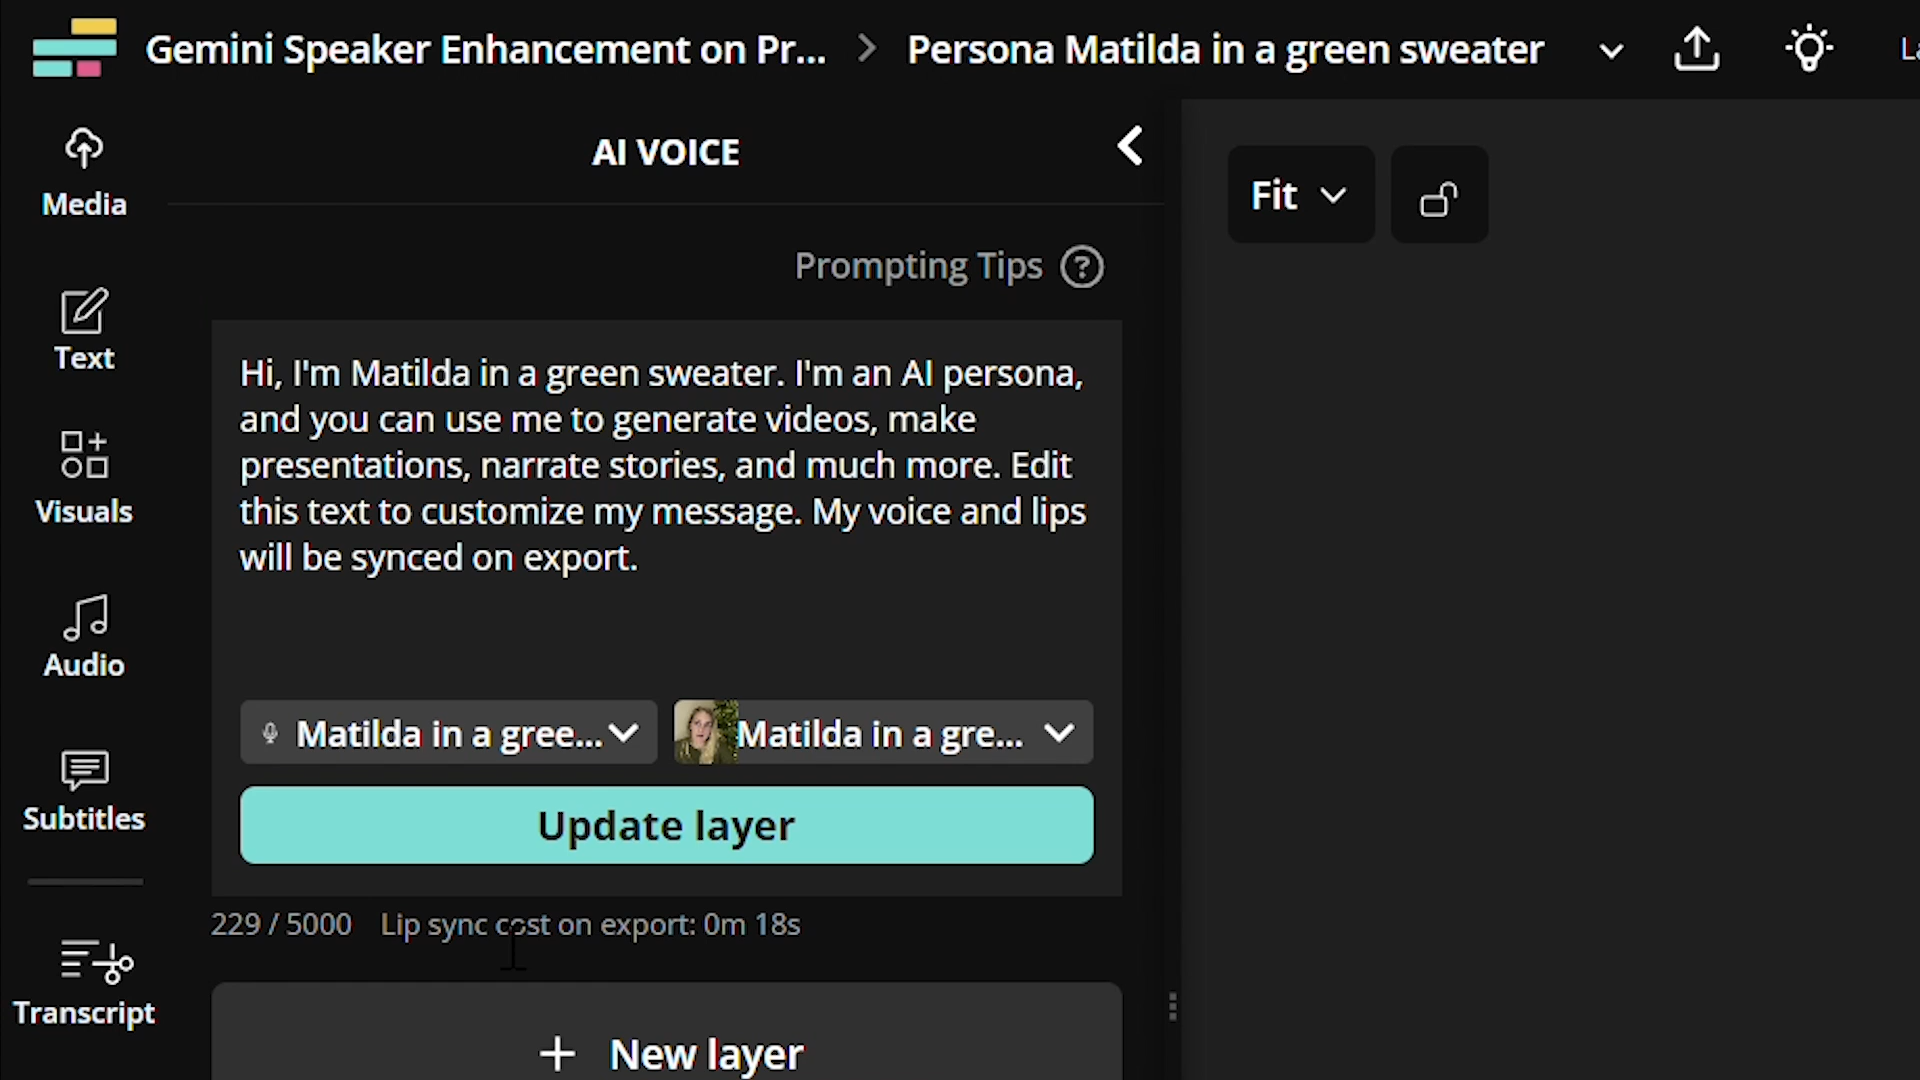 Gemini Speaker Enhancement on Pr... > Persona Matilda in a green sweater
AI VOICE
Media
Fit
Prompting Tips ?
Text
Hi, I'm Matilda in a green sweater. I'm an AI persona,
and you can use me to generate videos, make
presentations, narrate stories, and much more. Edit
this text to customize my message. My voice and lips
will be synced on export.
Visuals
Audio
Matilda in a gree...
Matilda in a gre...
Subtitles
Update layer
229 / 5000 Lip sync cost on export: 0m 18s
Transcript
+ New layer